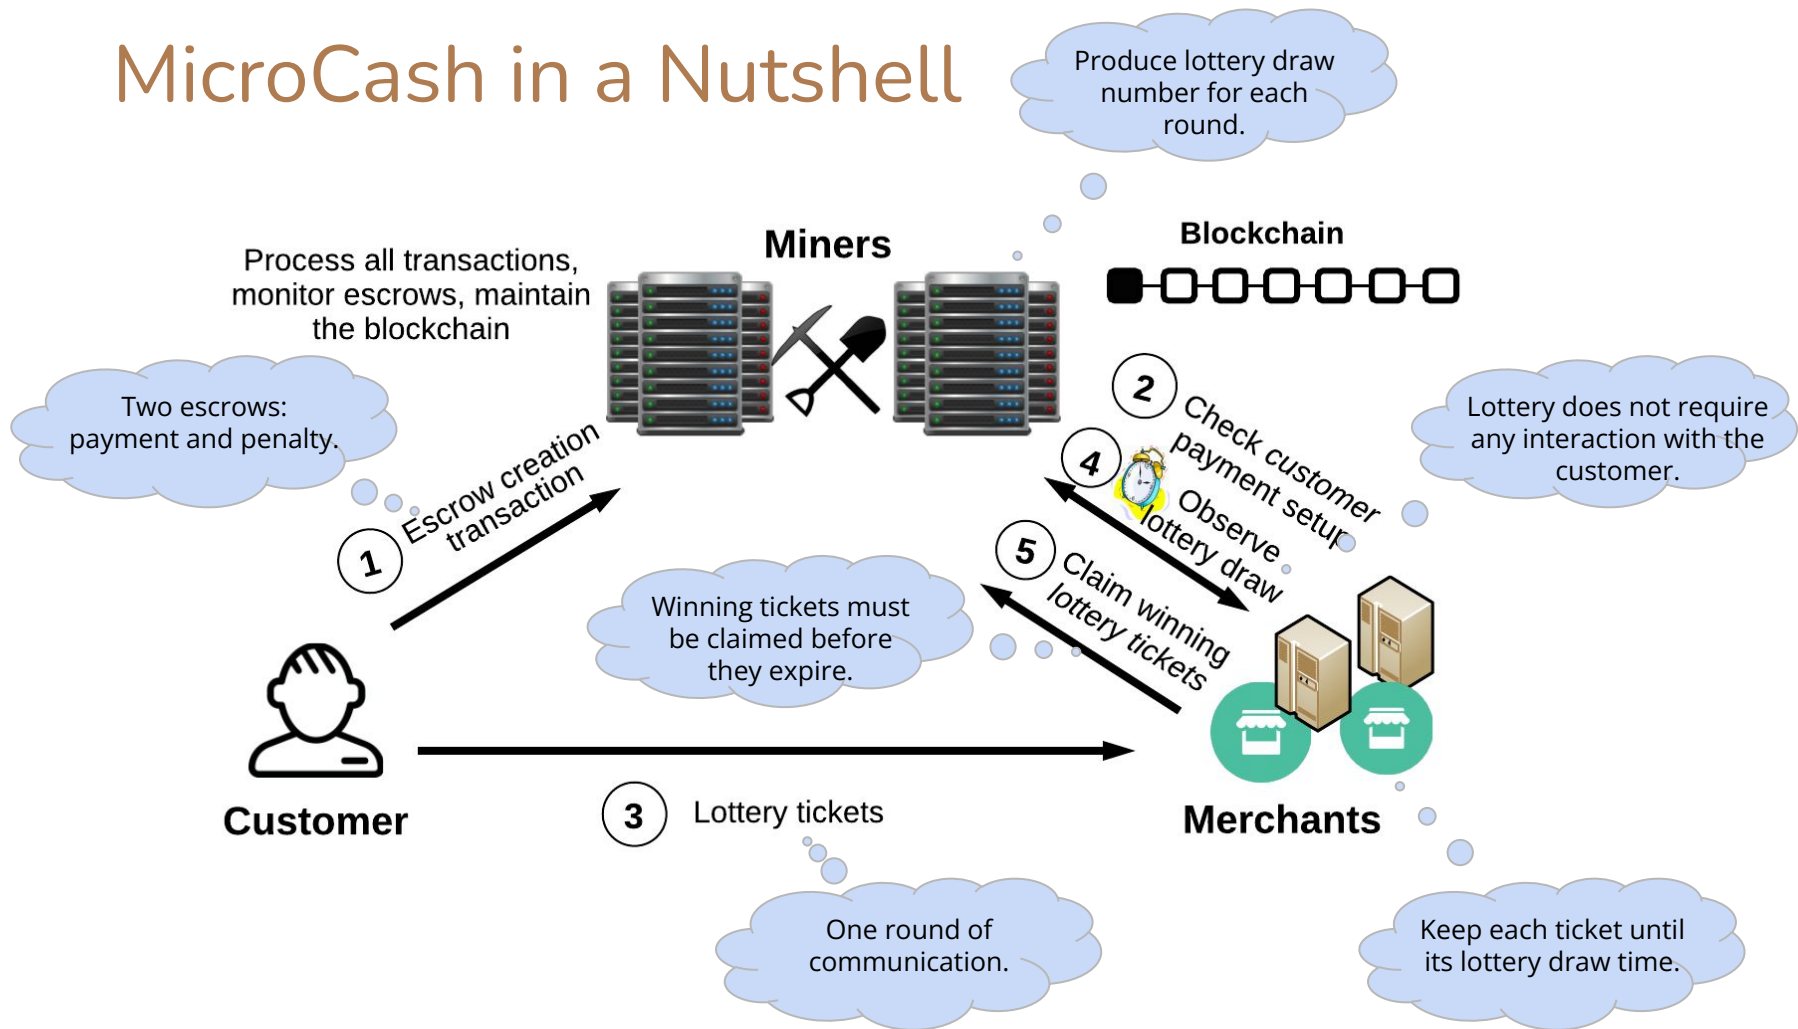 MicroCash in a Nutshell
Produce lottery draw
number for each
round.
Miners
Blockchain
Process all transactions,
monitor escrows, maintain
the blockchain
Two escrows:
payment and penalty.
1
Escrow creation
transaction
2
Check customer
payment setup
4
Observe
lottery draw
Lottery does not require
any interaction with the
customer.
5
Claim winning
lottery tickets
Winning tickets must
be claimed before
they expire.
Customer
3
Lottery tickets
Merchants
One round of
communication.
Keep each ticket until
its lottery draw time.